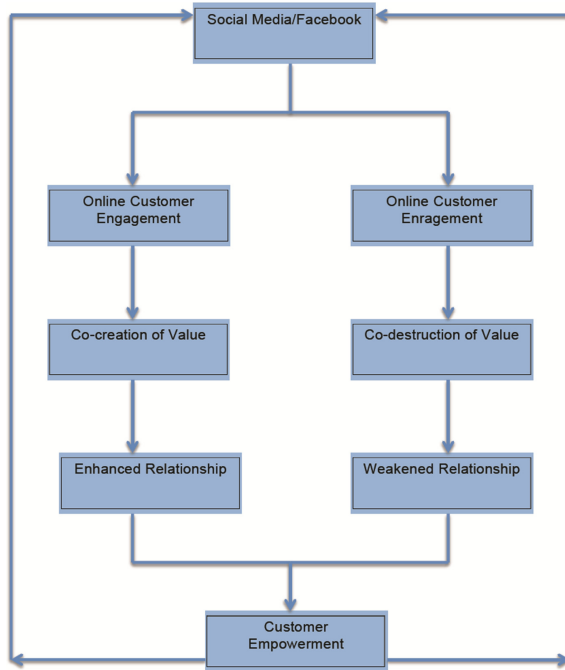 Social Media/Facebook
Online Customer
Engagement
Online Customer
Enragement
Co-creation of Value
Co-destruction of Value
Enhanced Relationship
Weakened Relationship
Customer
Empowerment